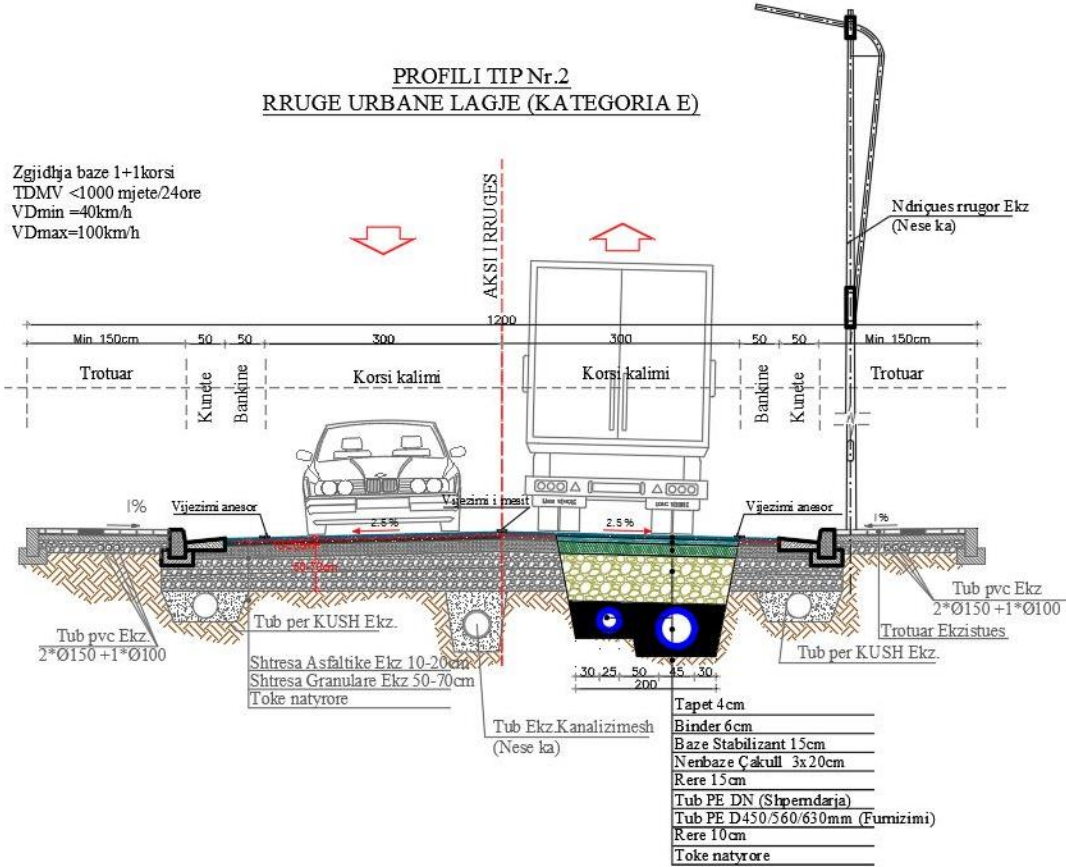 PROFILI TIP Nr.2
RRUGE URBANE LAGJE (KATEGORIA E)
Zgjidhja baze 1+1korsi
TDMV <1000 mjete/24ore
VDmin =40km/h
VDmax=100km/h
AKSI I RRUGES
Ndriçues rrugor Ekz
(Nese ka)
1200
Min 150cm 50 50 300 300 50 50 Min 150cm
Trotuar Kunete Bankine Korsi kalimi Korsi kalimi Bankine Kunete Trotuar
1% Vijezimi anesor 2.5% Vijezimi i mesit 2.5% Vijezimi anesor 1%
Tub pvc Ekz.
2*Ø150 +1*Ø100
Tub per KUSH Ekz.
Shtresa Asfaltike Ekz 10-20cm
Shtresa Granulare Ekz 50-70cm
Toke natyrore
Tub Ekz.Kanalizimesh
(Nese ka)
Tub pvc Ekz
2*Ø150 +1*Ø100
Trotuar Ekzistues
Tub per KUSH Ekz.
30 25 50 45 30
200
Tapet 4cm
Binder 6cm
Baze Stabilizant 15cm
Nenbaze Çakull 3x20cm
Rere 15cm
Tub PE DN (Shperndarja)
Tub PE D450/560/630mm (Furnizimi)
Rere 10cm
Toke natyrore